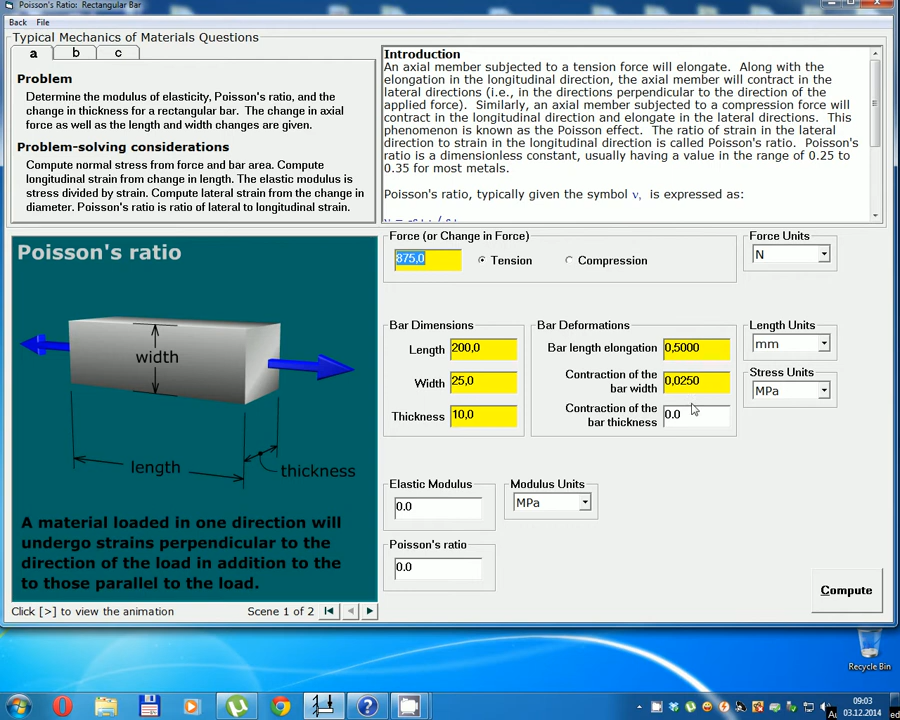 Poisson's Ratio: Rectangular Bar
Back File
Typical Mechanics of Materials Questions
a b c
Problem
Determine the modulus of elasticity, Poisson's ratio, and the
change in thickness for a rectangular bar. The change in axial
force as well as the length and width changes are given.
Problem-solving considerations
Compute normal stress from force and bar area. Compute
longitudinal strain from change in length. The elastic modulus is
stress divided by strain. Compute lateral strain from the change in
diameter. Poisson's ratio is ratio of lateral to longitudinal strain.
Introduction
An axial member subjected to a tension force will elongate. Along with the
elongation in the longitudinal direction, the axial member will contract in the
lateral directions (i.e., in the directions perpendicular to the direction of the
applied force). Similarly, an axial member subjected to a compression force will
contract in the longitudinal direction and elongate in the lateral directions. This
phenomenon is known as the Poisson effect. The ratio of strain in the lateral
direction to strain in the longitudinal direction is called Poisson's ratio. Poisson's
ratio is a dimensionless constant, usually having a value in the range of 0.25 to
0.35 for most metals.
Poisson's ratio, typically given the symbol ν, is expressed as:
Poisson's ratio
width
length
thickness
A material loaded in one direction will
undergo strains perpendicular to the
direction of the load in addition to the
to those parallel to the load.
Click [>] to view the animation
Scene 1 of 2
Force (or Change in Force)
875,0
Tension
Compression
Force Units
N
Bar Dimensions
Length 200,0
Width 25,0
Thickness 10,0
Bar Deformations
Bar length elongation 0,5000
Contraction of the
bar width
0,0250
Contraction of the
bar thickness
0.0
Length Units
mm
Stress Units
MPa
Elastic Modulus
0.0
Modulus Units
MPa
Poisson's ratio
0.0
Compute
Recycle Bin
09:03
03.12.2014